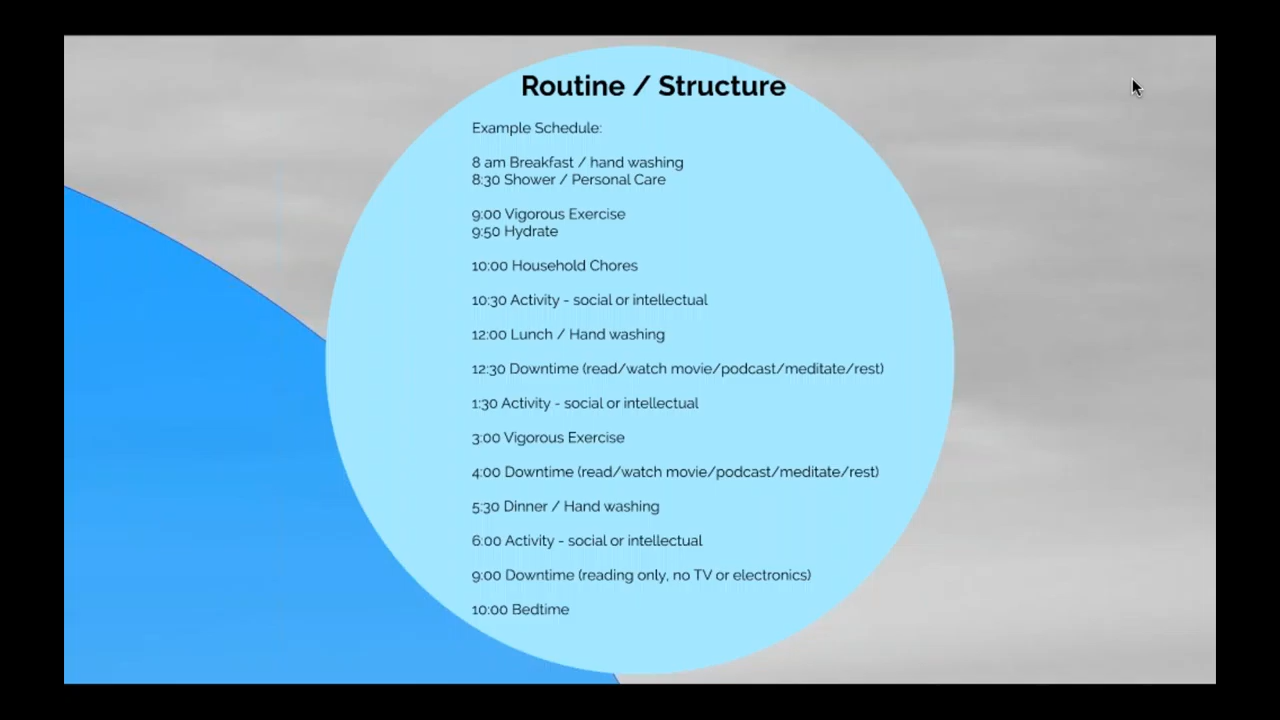 Routine / Structure
Example Schedule:
8 am Breakfast / hand washing
8:30 Shower / Personal Care
9:00 Vigorous Exercise
9:50 Hydrate
10:00 Household Chores
10:30 Activity - social or intellectual
12:00 Lunch / Hand washing
12:30 Downtime (read/watch movie/podcast/meditate/rest)
1:30 Activity - social or intellectual
3:00 Vigorous Exercise
4:00 Downtime (read/watch movie/podcast/meditate/rest)
5:30 Dinner / Hand washing
6:00 Activity - social or intellectual
9:00 Downtime (reading only, no TV or electronics)
10:00 Bedtime